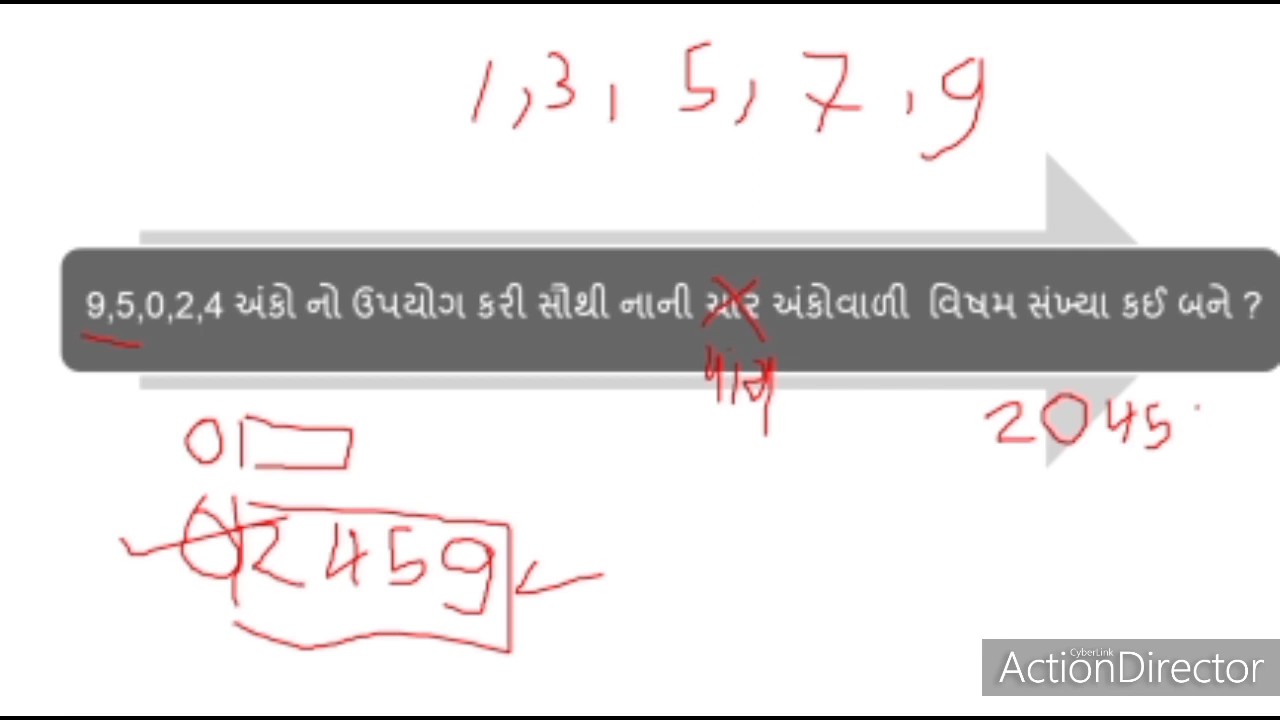 1,3, 5, 7,9
9,5,0,2,4 અંકો નો ઉપયોગ કરી સૌથી નાની ચાર અંકોવાળી વિષમ સંખ્યા કઈ બને ?
પાંચ
2045
0
02459
CyberLink
ActionDirector